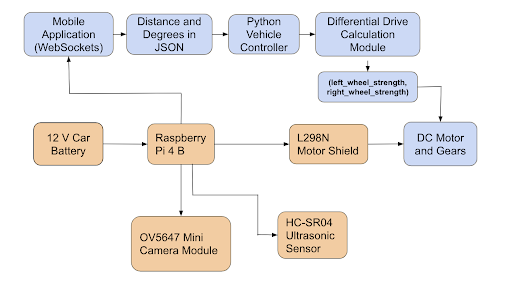 Mobile
Application
(WebSockets)
Distance and
Degrees in
JSON
Python
Vehicle
Controller
Differential Drive
Calculation
Module
(left_wheel_strength,
right_wheel_strength)
12 V Car
Battery
Raspberry
Pi 4 B
L298N
Motor Shield
DC Motor
and Gears
OV5647 Mini
Camera Module
HC-SR04
Ultrasonic
Sensor